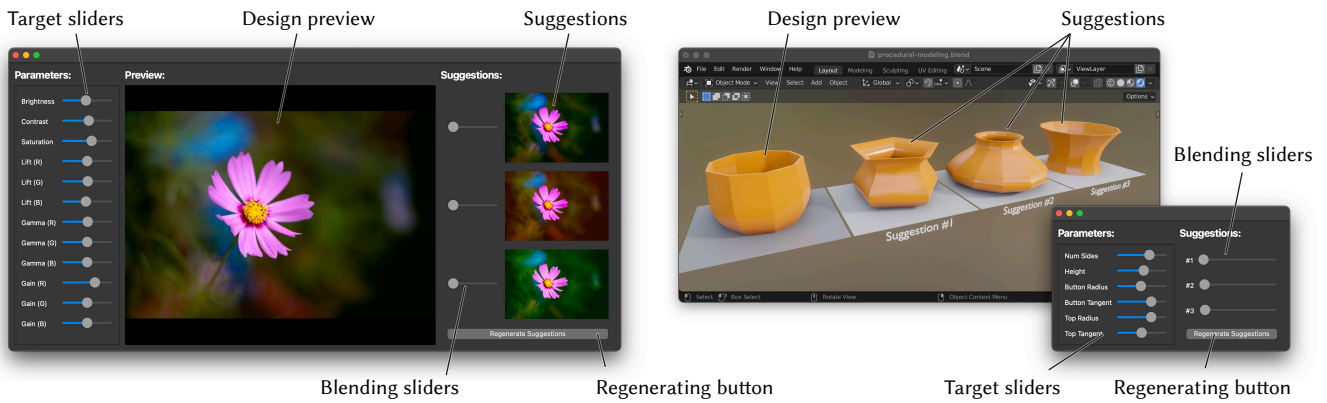 Target sliders
Design preview
Suggestions
Parameters:
Preview:
Suggestions:
Brightness
Contrast
Saturation
Lift (R)
Lift (G)
Lift (B)
Gamma (R)
Gamma (G)
Gamma (B)
Gain (R)
Gain (G)
Gain (B)
Regenerate Suggestions
Blending sliders
Regenerating button
Design preview
Suggestions
procedural-modeling.blend
File Edit Render Window Help Layout Modeling Sculpting UV Editing Scene ViewLayer
Object Mode View Select Add Object Global
Options
Suggestion #1
Suggestion #2
Suggestion #3
Select Box Select Rotate View Object Context Menu
Blending sliders
Parameters:
Suggestions:
Num Sides
Height
Button Radius
Button Tangent
Top Radius
Top Tangent
#1
#2
#3
Regenerate Suggestions
Target sliders
Regenerating button